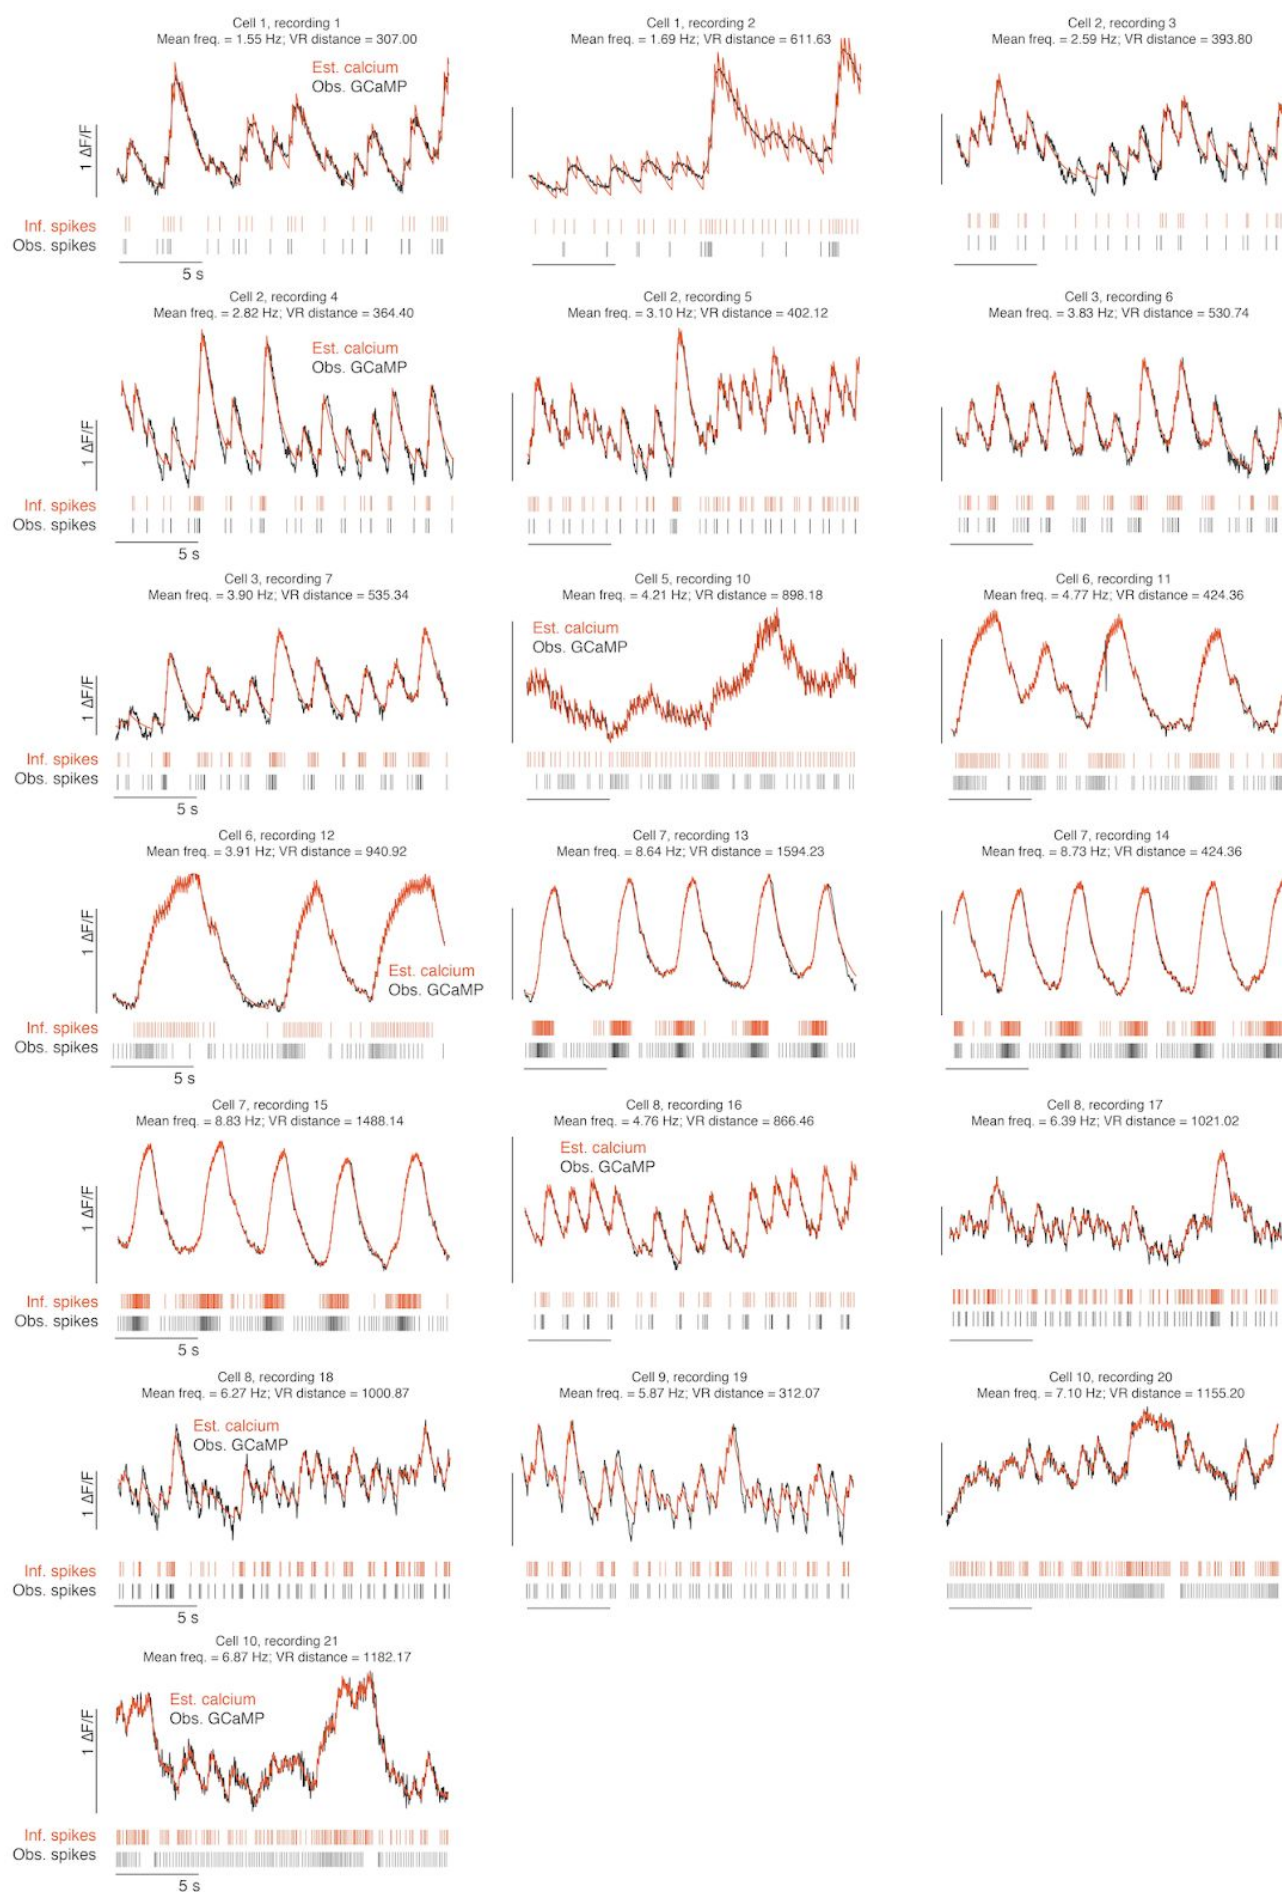 Cell 1, recording 1
Mean freq. = 1.55 Hz; VR distance = 307.00
Est. calcium
Obs. GCaMP
1 ΔF/F
Inf. spikes
Obs. spikes
5 s
Cell 1, recording 2
Mean freq. = 1.69 Hz; VR distance = 611.63
Cell 2, recording 3
Mean freq. = 2.59 Hz; VR distance = 393.80
Cell 2, recording 4
Mean freq. = 2.82 Hz; VR distance = 364.40
Est. calcium
Obs. GCaMP
1 ΔF/F
Inf. spikes
Obs. spikes
5 s
Cell 2, recording 5
Mean freq. = 3.10 Hz; VR distance = 402.12
Cell 3, recording 6
Mean freq. = 3.83 Hz; VR distance = 530.74
Cell 3, recording 7
Mean freq. = 3.90 Hz; VR distance = 535.34
1 ΔF/F
Inf. spikes
Obs. spikes
5 s
Cell 5, recording 10
Mean freq. = 4.21 Hz; VR distance = 898.18
Est. calcium
Obs. GCaMP
Cell 6, recording 11
Mean freq. = 4.77 Hz; VR distance = 424.36
Cell 6, recording 12
Mean freq. = 3.91 Hz; VR distance = 940.92
1 ΔF/F
Est. calcium
Obs. GCaMP
Inf. spikes
Obs. spikes
5 s
Cell 7, recording 13
Mean freq. = 8.64 Hz; VR distance = 1594.23
Cell 7, recording 14
Mean freq. = 8.73 Hz; VR distance = 424.36
Cell 7, recording 15
Mean freq. = 8.83 Hz; VR distance = 1488.14
1 ΔF/F
Inf. spikes
Obs. spikes
5 s
Cell 8, recording 16
Mean freq. = 4.76 Hz; VR distance = 866.46
Est. calcium
Obs. GCaMP
Cell 8, recording 17
Mean freq. = 6.39 Hz; VR distance = 1021.02
Cell 8, recording 18
Mean freq. = 6.27 Hz; VR distance = 1000.87
Est. calcium
Obs. GCaMP
1 ΔF/F
Inf. spikes
Obs. spikes
5 s
Cell 9, recording 19
Mean freq. = 5.87 Hz; VR distance = 312.07
Cell 10, recording 20
Mean freq. = 7.10 Hz; VR distance = 1155.20
Cell 10, recording 21
Mean freq. = 6.87 Hz; VR distance = 1182.17
Est. calcium
Obs. GCaMP
1 ΔF/F
Inf. spikes
Obs. spikes
5 s